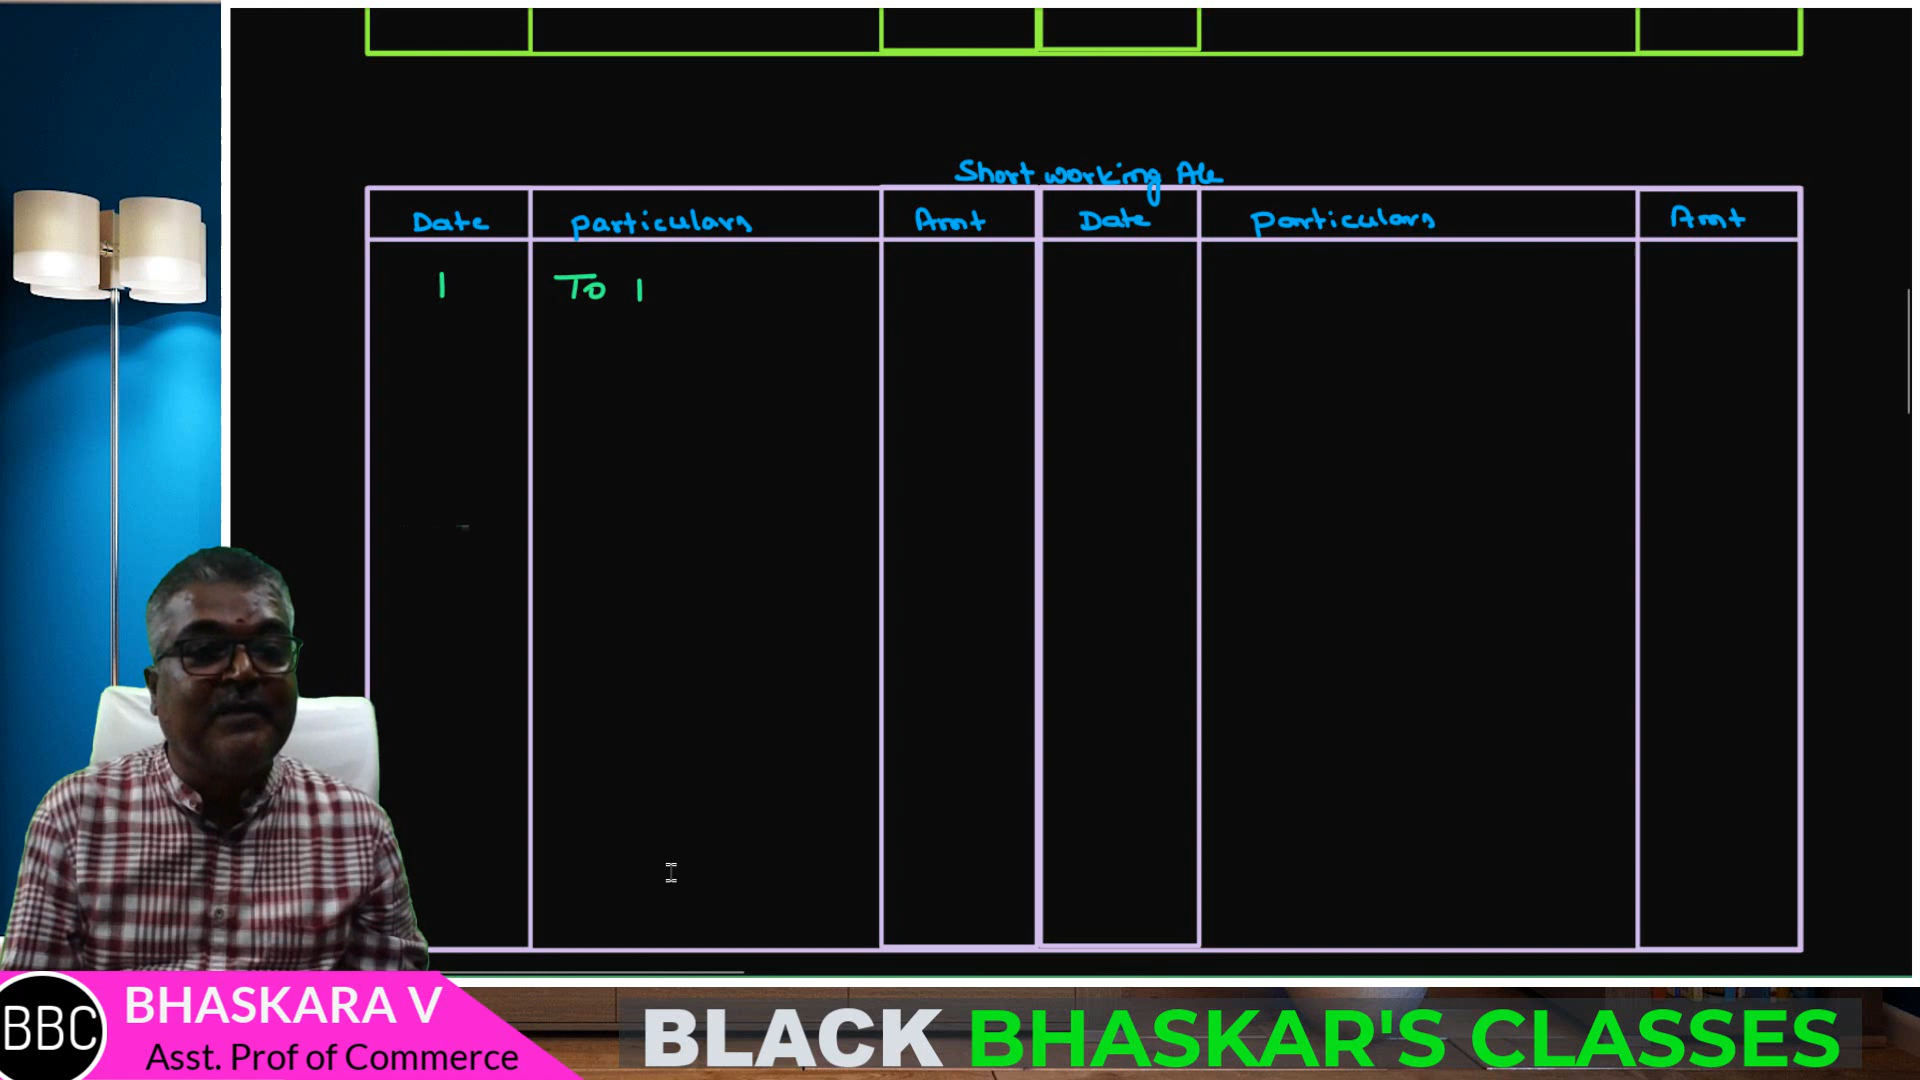 Short working A/c
Date particulars Amt Date particulars Amt
1 To 1
BBC
BHASKARA V
Asst. Prof of Commerce
BLACK BHASKAR'S CLASSES